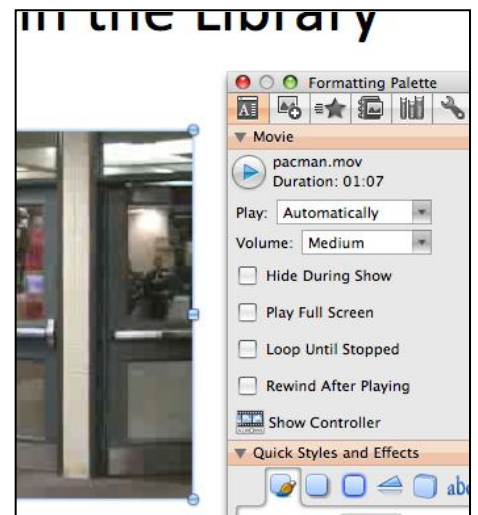 in the Library
Formatting Palette
Movie
pacman.mov
Duration: 01:07
Play: Automatically
Volume: Medium
Hide During Show
Play Full Screen
Loop Until Stopped
Rewind After Playing
Show Controller
Quick Styles and Effects
abc